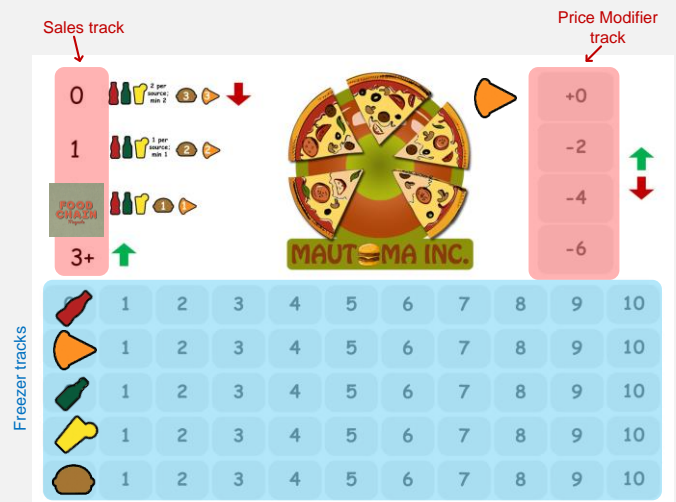 Sales track
Price Modifier
track
0
2 per
source;
min 2
3
3
1
1 per
source;
min 1
2
2
FOOD
CHAIN
1
1
3+
MAUTOMA INC.
+0
-2
-4
-6
Freezer tracks
1 2 3 4 5 6 7 8 9 10
1 2 3 4 5 6 7 8 9 10
1 2 3 4 5 6 7 8 9 10
1 2 3 4 5 6 7 8 9 10
1 2 3 4 5 6 7 8 9 10